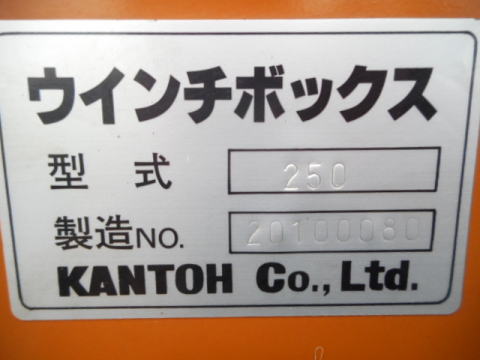 ウインチボックス
型式 250
製造NO. 20100080
KANTOH Co., Ltd.